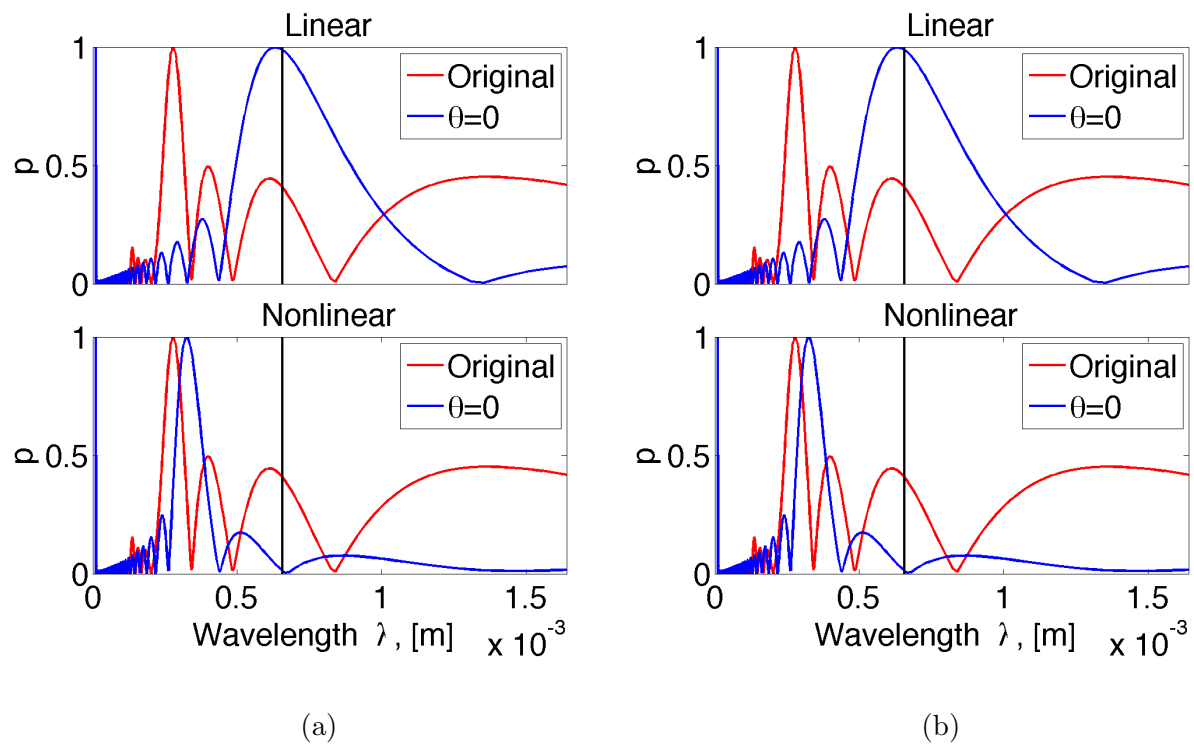 Linear
1
0.5
0
p
Original
θ=0
Nonlinear
1
0.5
0
p
Original
θ=0
0
0.5
1
1.5
x 10⁻³
Wavelength λ, [m]
(a)
Linear
1
0.5
0
p
Original
θ=0
Nonlinear
1
0.5
0
p
Original
θ=0
0
0.5
1
1.5
x 10⁻³
Wavelength λ, [m]
(b)